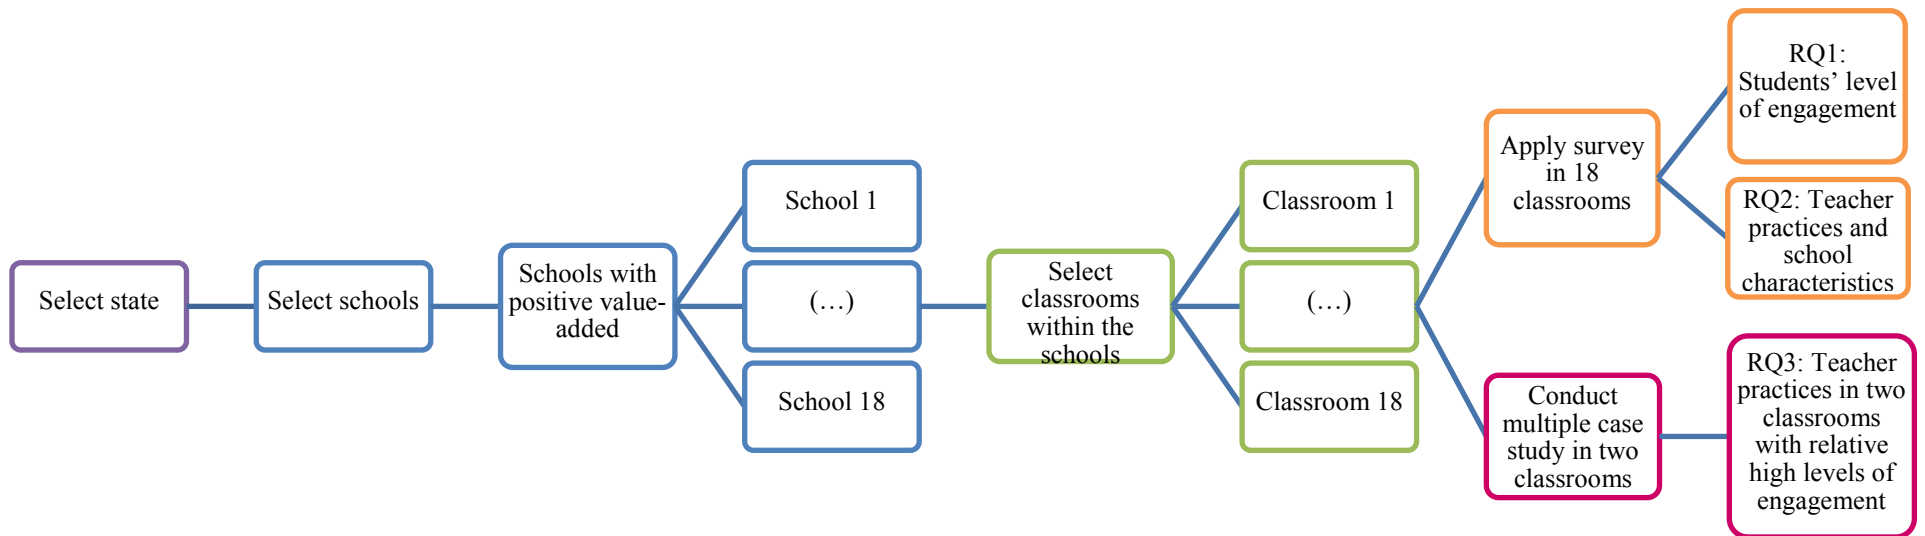 Select state
Select schools
Schools with
positive value-
added
School 1
(…)
School 18
Select
classrooms
within the
schools
Classroom 1
(…)
Classroom 18
Apply survey
in 18
classrooms
Conduct
multiple case
study in two
classrooms
RQ1:
Students’ level
of engagement
RQ2: Teacher
practices and
school
characteristics
RQ3: Teacher
practices in two
classrooms
with relative
high levels of
engagement